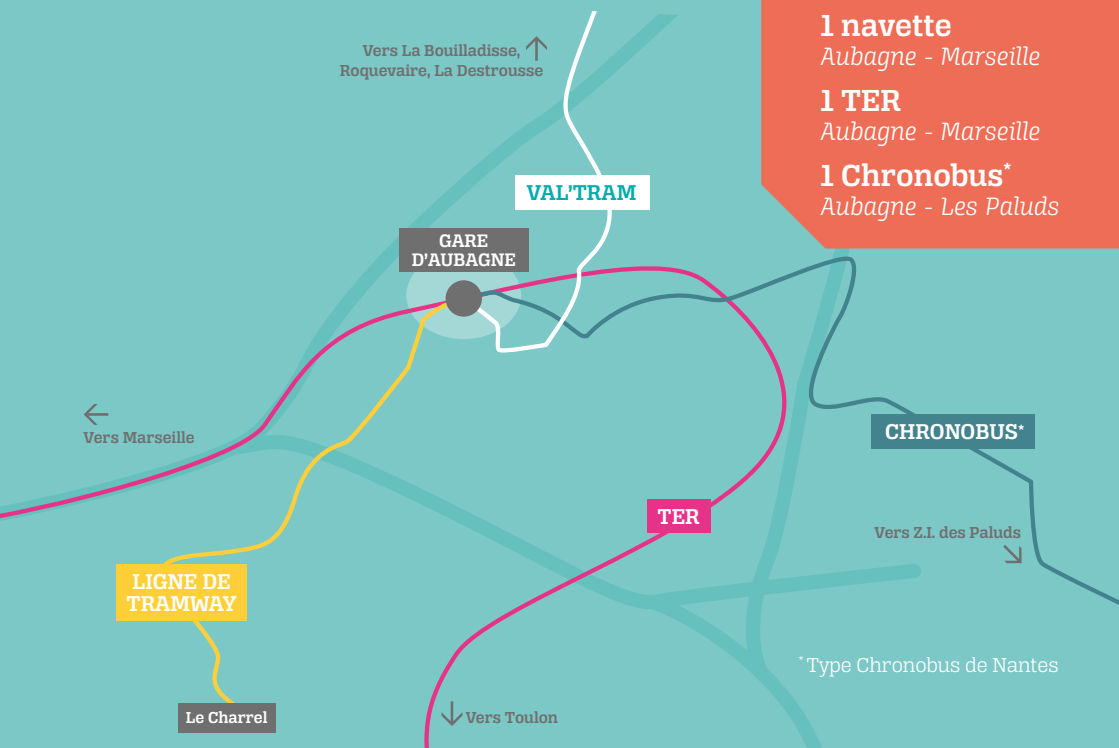 1 navette
Aubagne - Marseille
1 TER
Aubagne - Marseille
1 Chronobus*
Aubagne - Les Paluds
Vers La Bouilladisse,
Roquevaire, La Destrousse
VAL'TRAM
GARE
D'AUBAGNE
Vers Marseille
CHRONOBUS*
TER
Vers Z.I. des Paluds
LIGNE DE
TRAMWAY
*Type Chronobus de Nantes
Le Charrel
Vers Toulon